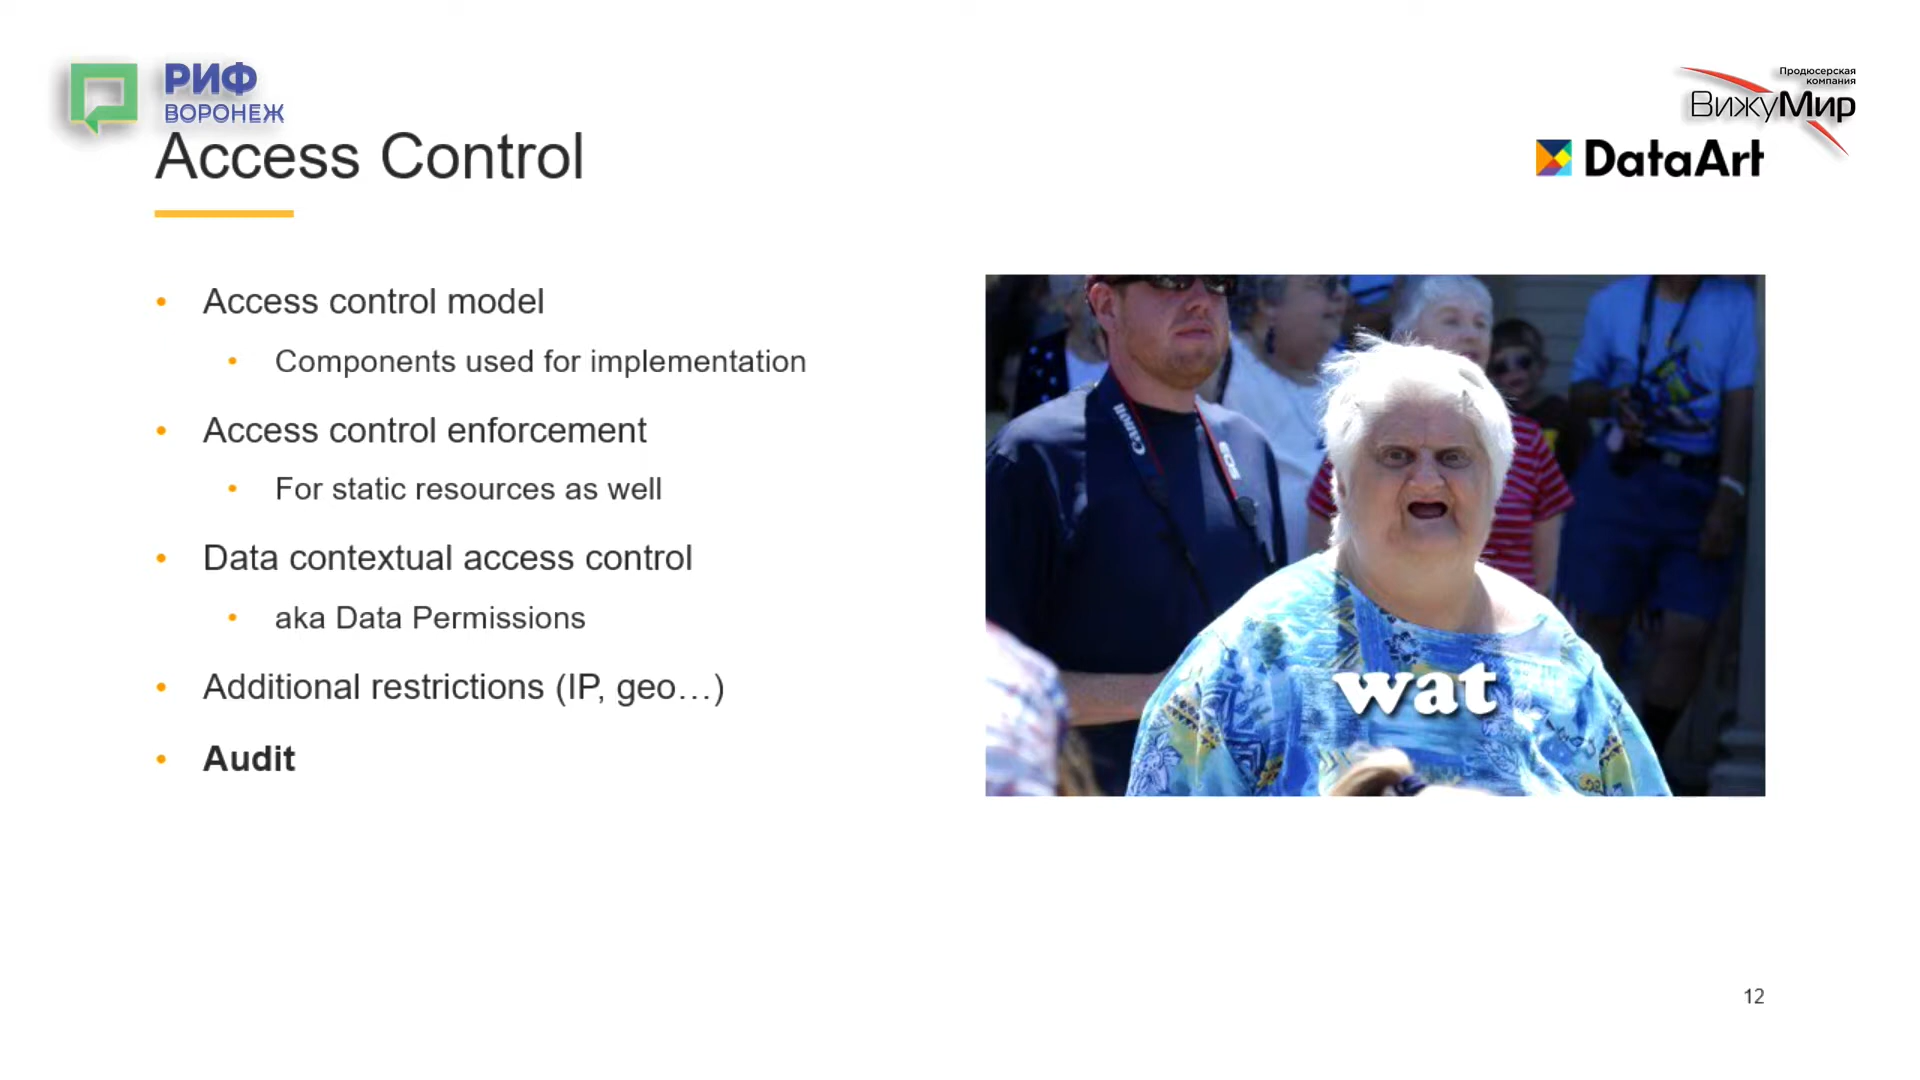 РИФ
ВОРОНЕЖ
Продюсерская
компания
ВижуМир
DataArt
Access Control
• Access control model
• Components used for implementation
• Access control enforcement
• For static resources as well
• Data contextual access control
• aka Data Permissions
• Additional restrictions (IP, geo…)
• Audit
Canon
EOS
wat
12